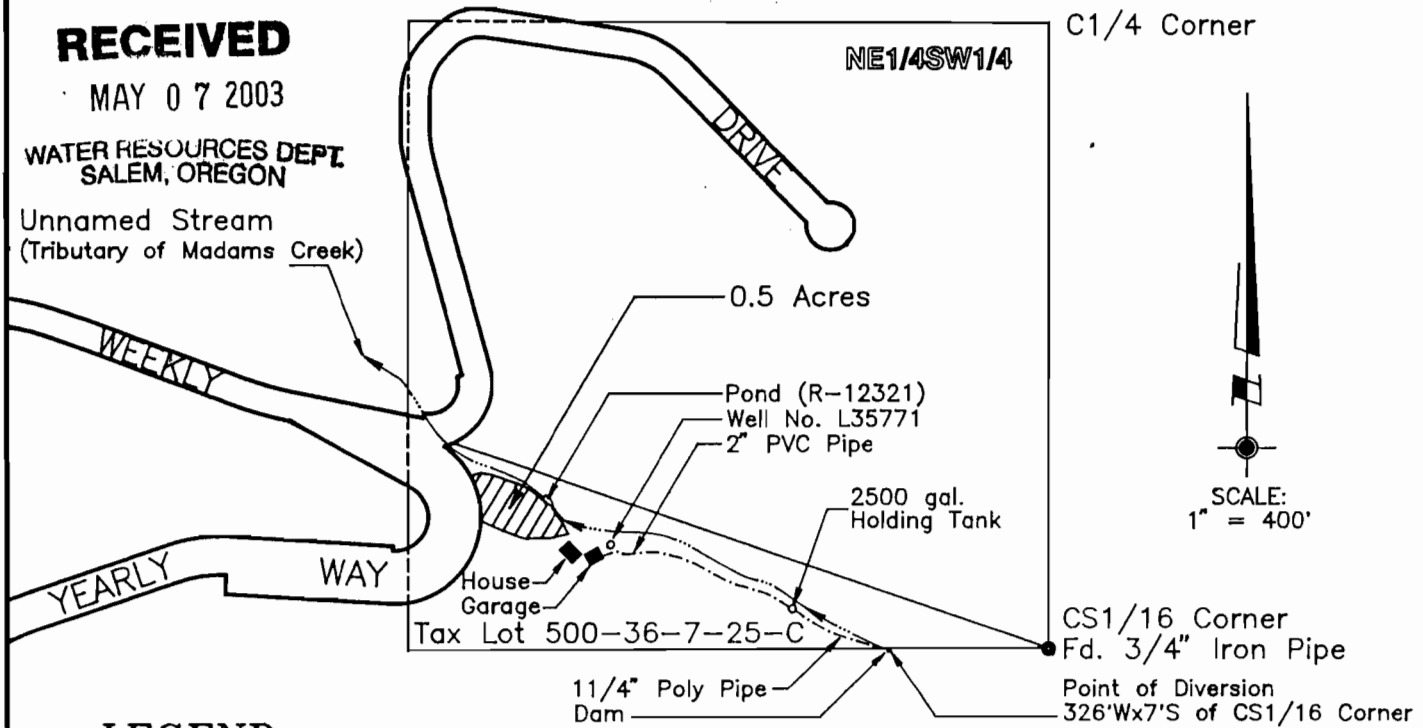 RECEIVED
MAY 07 2003
WATER RESOURCES DEPT.
SALEM, OREGON
Unnamed Stream
(Tributary of Madams Creek)
C1/4 Corner
NE1/4SW1/4
DRIVE
0.5 Acres
WEEKLY
Pond (R-12321)
Well No. L35771
2" PVC Pipe
2500 gal.
Holding Tank
SCALE:
1" = 400'
YEARLY WAY
House
Garage
Tax Lot 500-36-7-25-C
CS1/16 Corner
Fd. 3/4" Iron Pipe
11/4" Poly Pipe
Dam
Point of Diversion
326'Wx7'S of CS1/16 Corner
LEGEND